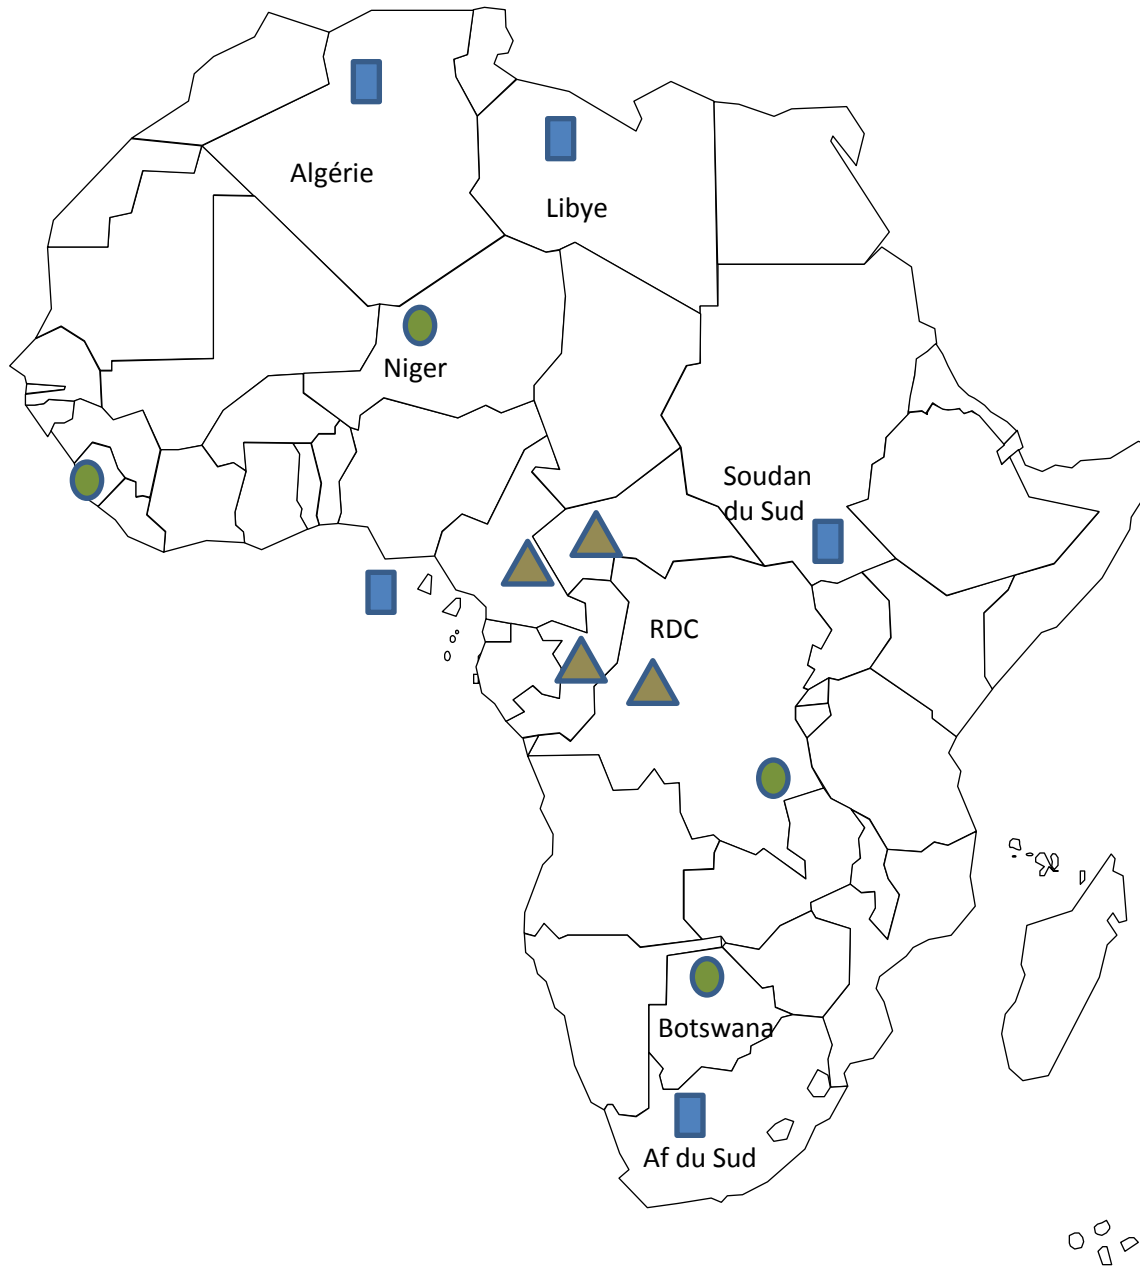 Algérie
Libye
Niger
Soudan
du Sud
RDC
Botswana
Af du Sud